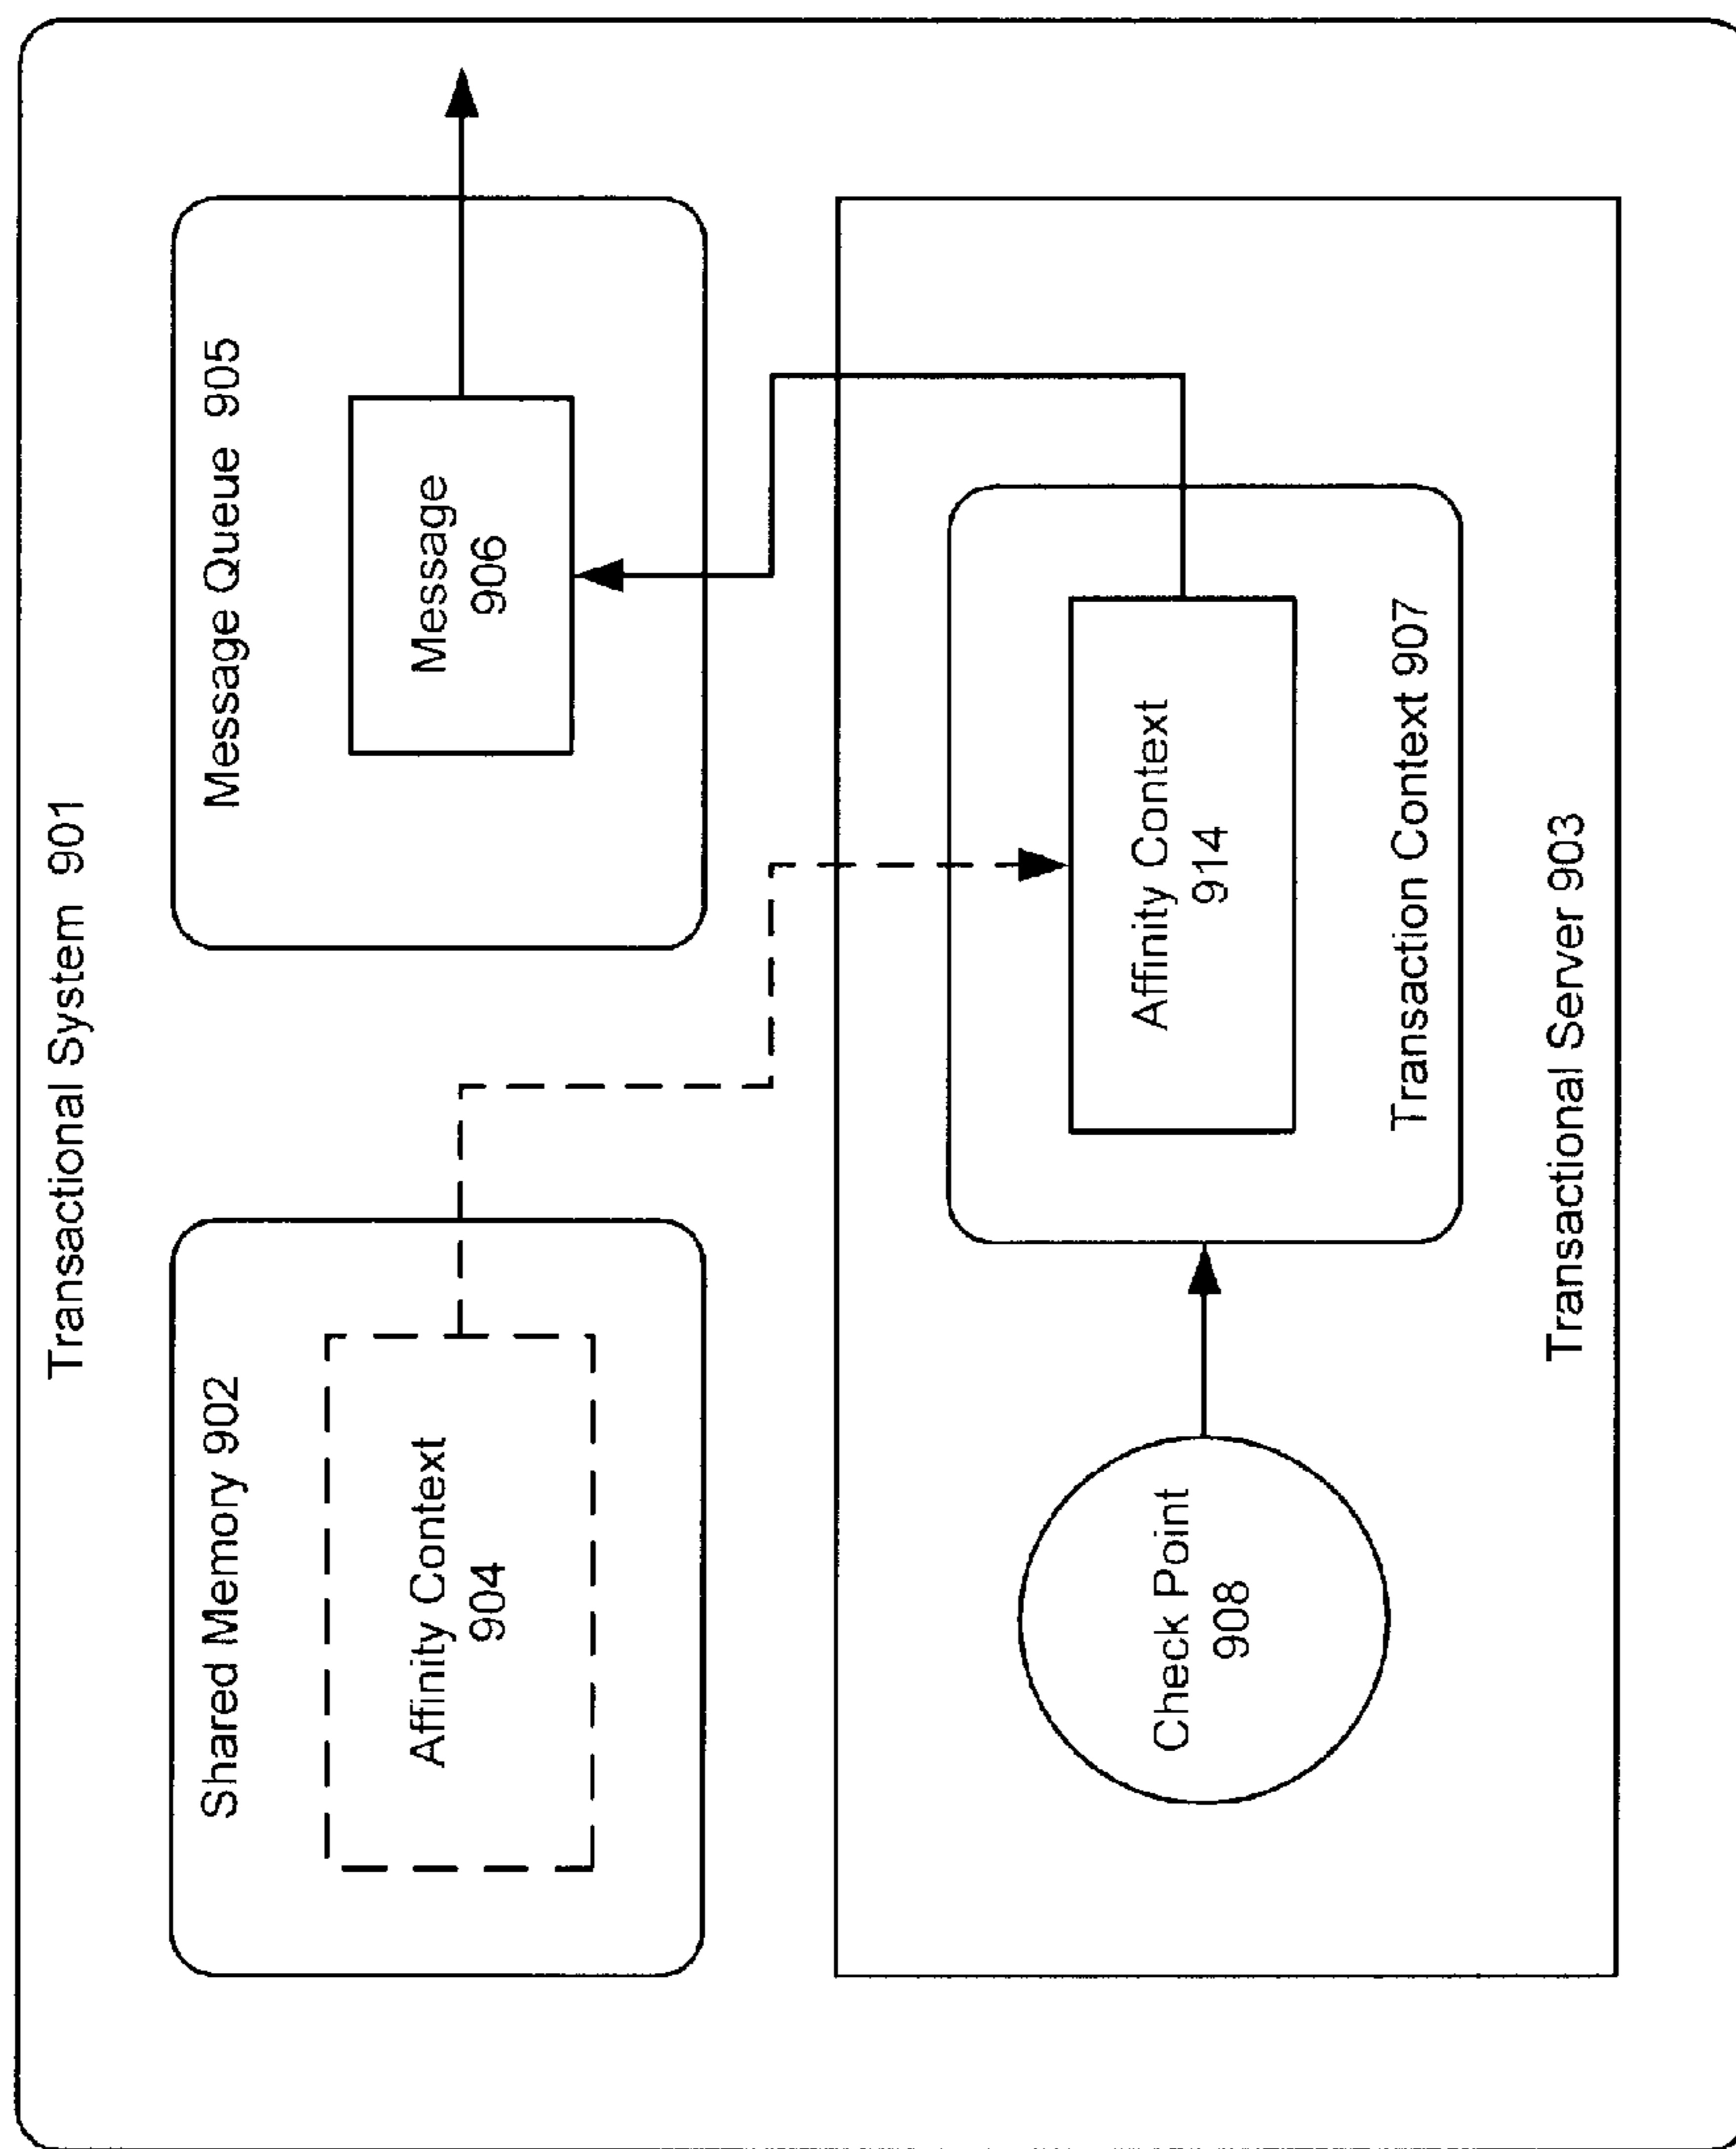 Transactional System 901
Shared Memory 902
Affinity Context
904
Message Queue 905
Message
906
Check Point
908
Affinity Context
914
Transaction Context 907
Transactional Server 903